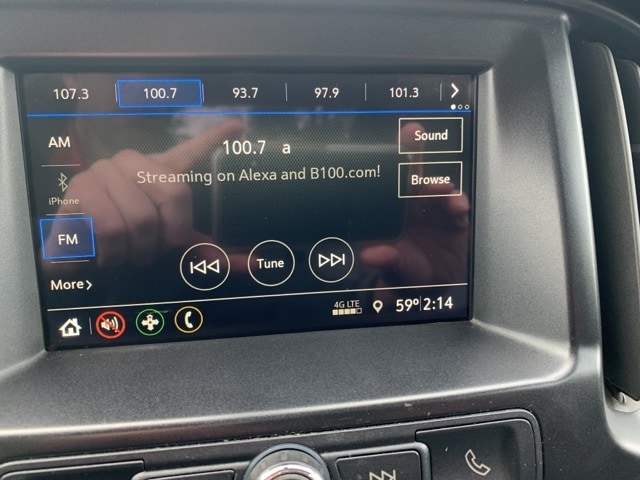 107.3 100.7 93.7 97.9 101.3
AM
100.7 a
Sound
Streaming on Alexa and B100.com!
Browse
iPhone
FM
Tune
More
4G LTE
59° 2:14